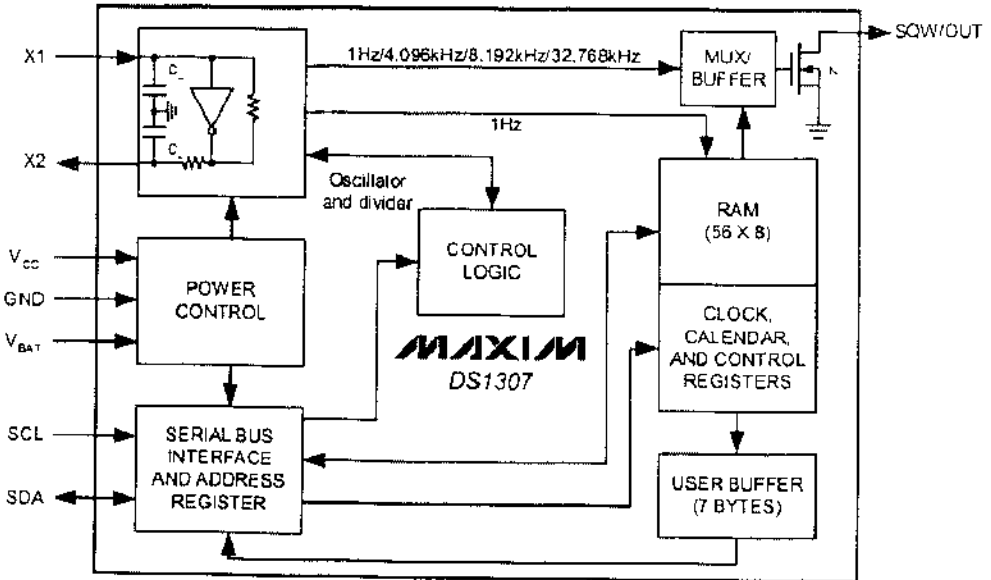 SQW/OUT
X1
C_
1Hz/4.096kHz/8.192kHz/32.768kHz
MUX/
BUFFER
N
1Hz
X2
C_
Oscillator
and divider
RAM
(56 X 8)
CONTROL
LOGIC
VCC
GND
VBAT
POWER
CONTROL
CLOCK,
CALENDAR,
AND CONTROL
REGISTERS
MAXIM
DS1307
SCL
SDA
SERIAL BUS
INTERFACE
AND ADDRESS
REGISTER
USER BUFFER
(7 BYTES)